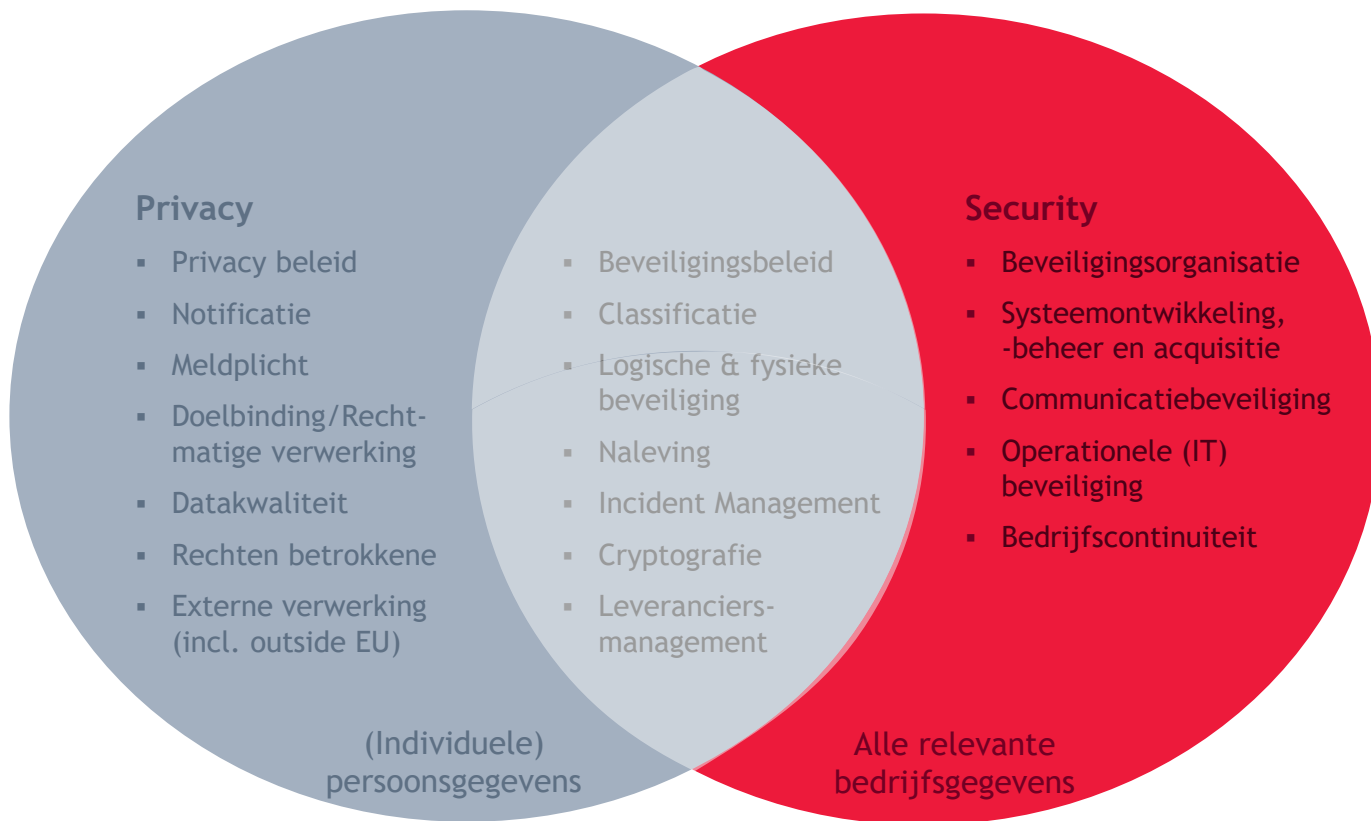 Privacy
▪ Privacy beleid
▪ Notificatie
▪ Meldplicht
▪ Doelbinding/Recht-
matige verwerking
▪ Datakwaliteit
▪ Rechten betrokkene
▪ Externe verwerking
(incl. outside EU)
(Individuele)
persoonsgegevens
▪ Beveiligingsbeleid
▪ Classificatie
▪ Logische & fysieke
beveiliging
▪ Naleving
▪ Incident Management
▪ Cryptografie
▪ Leveranciers-
management
Security
▪ Beveiligingsorganisatie
▪ Systeemontwikkeling,
-beheer en acquisitie
▪ Communicatiebeveiliging
▪ Operationele (IT)
beveiliging
▪ Bedrijfscontinuiteit
Alle relevante
bedrijfsgegevens